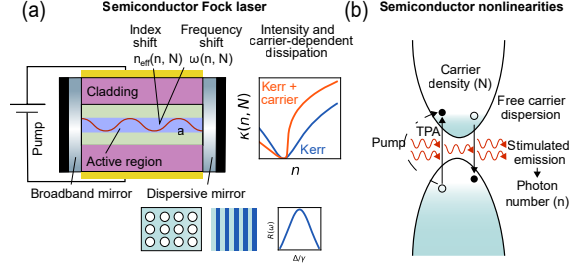 (a)
Semiconductor Fock laser
Index
shift
n_eff(n, N)
Frequency
shift
ω(n, N)
Intensity and
carrier-dependent
dissipation
Pump
Cladding
a
Active region
Broadband mirror
Dispersive mirror
κ(n, N)
Kerr
+ carrier
Kerr
n
R(ω)
Δ/γ
(b)
Semiconductor nonlinearities
Carrier
density (N)
Free carrier
dispersion
TPA
Pump
Stimulated
emission
Photon
number (n)